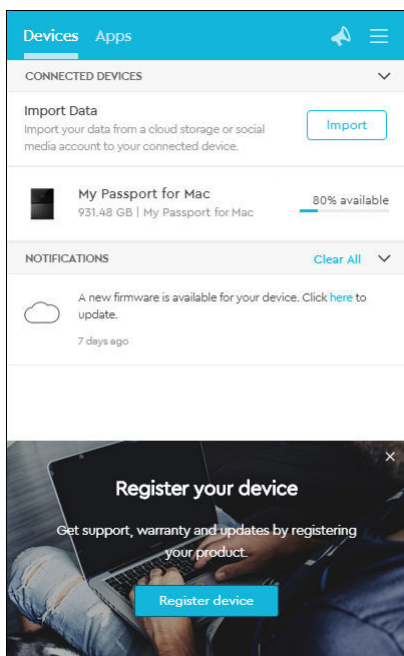 Devices Apps
CONNECTED DEVICES
Import Data
Import your data from a cloud storage or social
media account to your connected device.
Import
My Passport for Mac
931.48 GB | My Passport for Mac
80% available
NOTIFICATIONS
Clear All
A new firmware is available for your device. Click here to
update.
7 days ago
Register your device
Get support, warranty and updates by registering
your product.
Register device